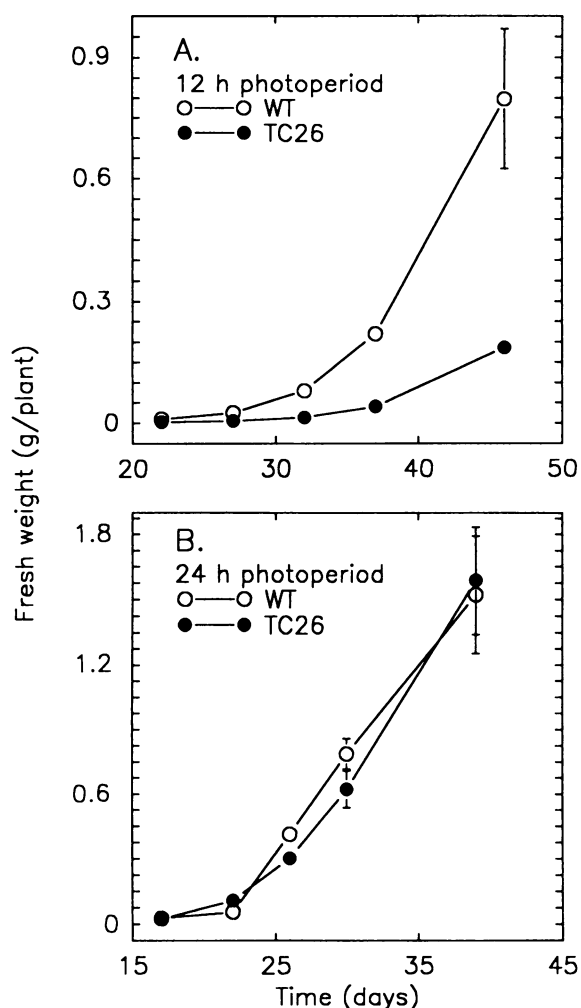 Fresh weight (g/plant)
A.
12 h photoperiod
WT
TC26
0.9
0.6
0.3
0
20
30
40
50
B.
24 h photoperiod
WT
TC26
1.8
1.2
0.6
0
15
25
35
45
Time (days)